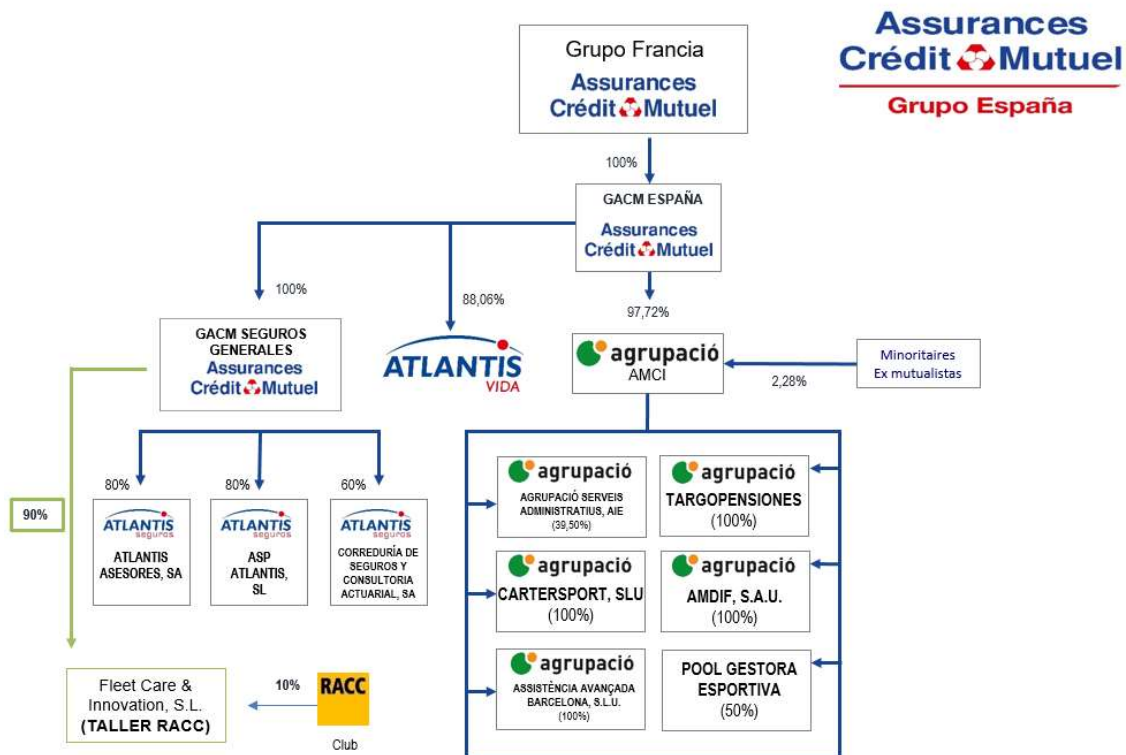 Grupo Francia
Assurances
Crédit Mutuel
Assurances
Crédit Mutuel
Grupo España
100%
GACM ESPAÑA
Assurances
Crédit Mutuel
100%
88,06%
97,72%
GACM SEGUROS
GENERALES
Assurances
Crédit Mutuel
ATLANTIS
VIDA
agrupació
AMCI
2,28%
Minoritaires
Ex mutualistas
90%
80%
ATLANTIS
seguros
ATLANTIS
ASESORES, SA
80%
ATLANTIS
seguros
ASP
ATLANTIS,
SL
60%
ATLANTIS
seguros
CORREDURÍA DE
SEGUROS Y
CONSULTORIA
ACTUARIAL, SA
agrupació
AGRUPACIÓ SERVEIS
ADMINISTRATIUS, AIE
(39,50%)
agrupació
TARGOPENSIONES
(100%)
agrupació
CARTERSPORT, SLU
(100%)
agrupació
AMDIF, S.A.U.
(100%)
agrupació
ASSISTÈNCIA AVANÇADA
BARCELONA, S.L.U.
(100%)
POOL GESTORA
ESPORTIVA
(50%)
Fleet Care &
Innovation, S.L.
(TALLER RACC)
10%
RACC
Club